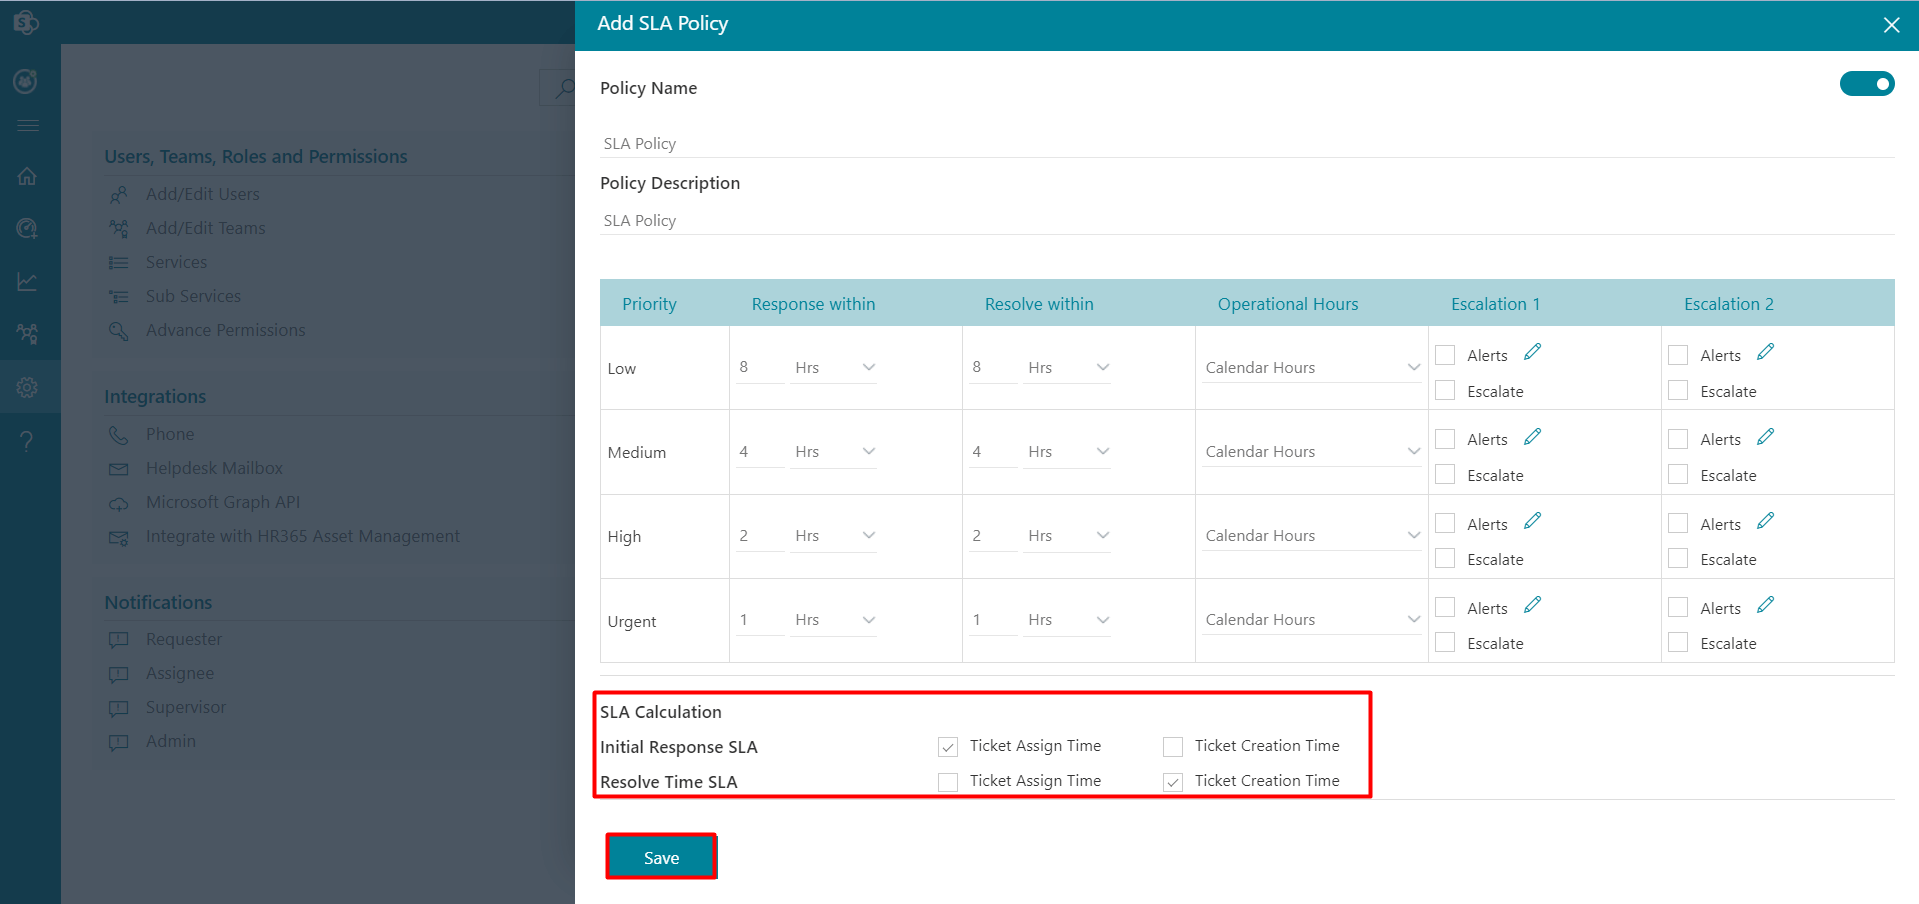 Add SLA Policy
Policy Name
SLA Policy
Policy Description
SLA Policy
Users, Teams, Roles and Permissions
Add/Edit Users
Add/Edit Teams
Services
Sub Services
Advance Permissions
Integrations
Phone
Helpdesk Mailbox
Microsoft Graph API
Integrate with HR365 Asset Management
Notifications
Requester
Assignee
Supervisor
Admin
Priority Response within Resolve within Operational Hours Escalation 1 Escalation 2
Low 8 Hrs 8 Hrs Calendar Hours Alerts Alerts
Escalate Escalate
Medium 4 Hrs 4 Hrs Calendar Hours Alerts Alerts
Escalate Escalate
High 2 Hrs 2 Hrs Calendar Hours Alerts Alerts
Escalate Escalate
Urgent 1 Hrs 1 Hrs Calendar Hours Alerts Alerts
Escalate Escalate
SLA Calculation
Initial Response SLA Ticket Assign Time Ticket Creation Time
Resolve Time SLA Ticket Assign Time Ticket Creation Time
Save